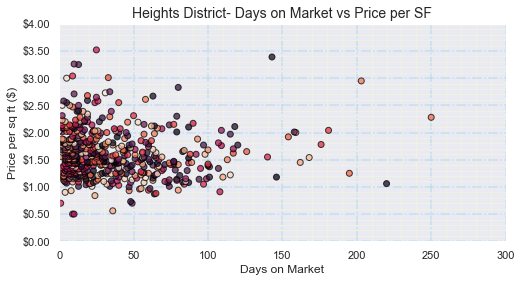 Heights District- Days on Market vs Price per SF
$4.00
$3.50
$3.00
$2.50
$2.00
$1.50
$1.00
$0.50
$0.00
Price per sq ft ($)
0 50 100 150 200 250 300
Days on Market